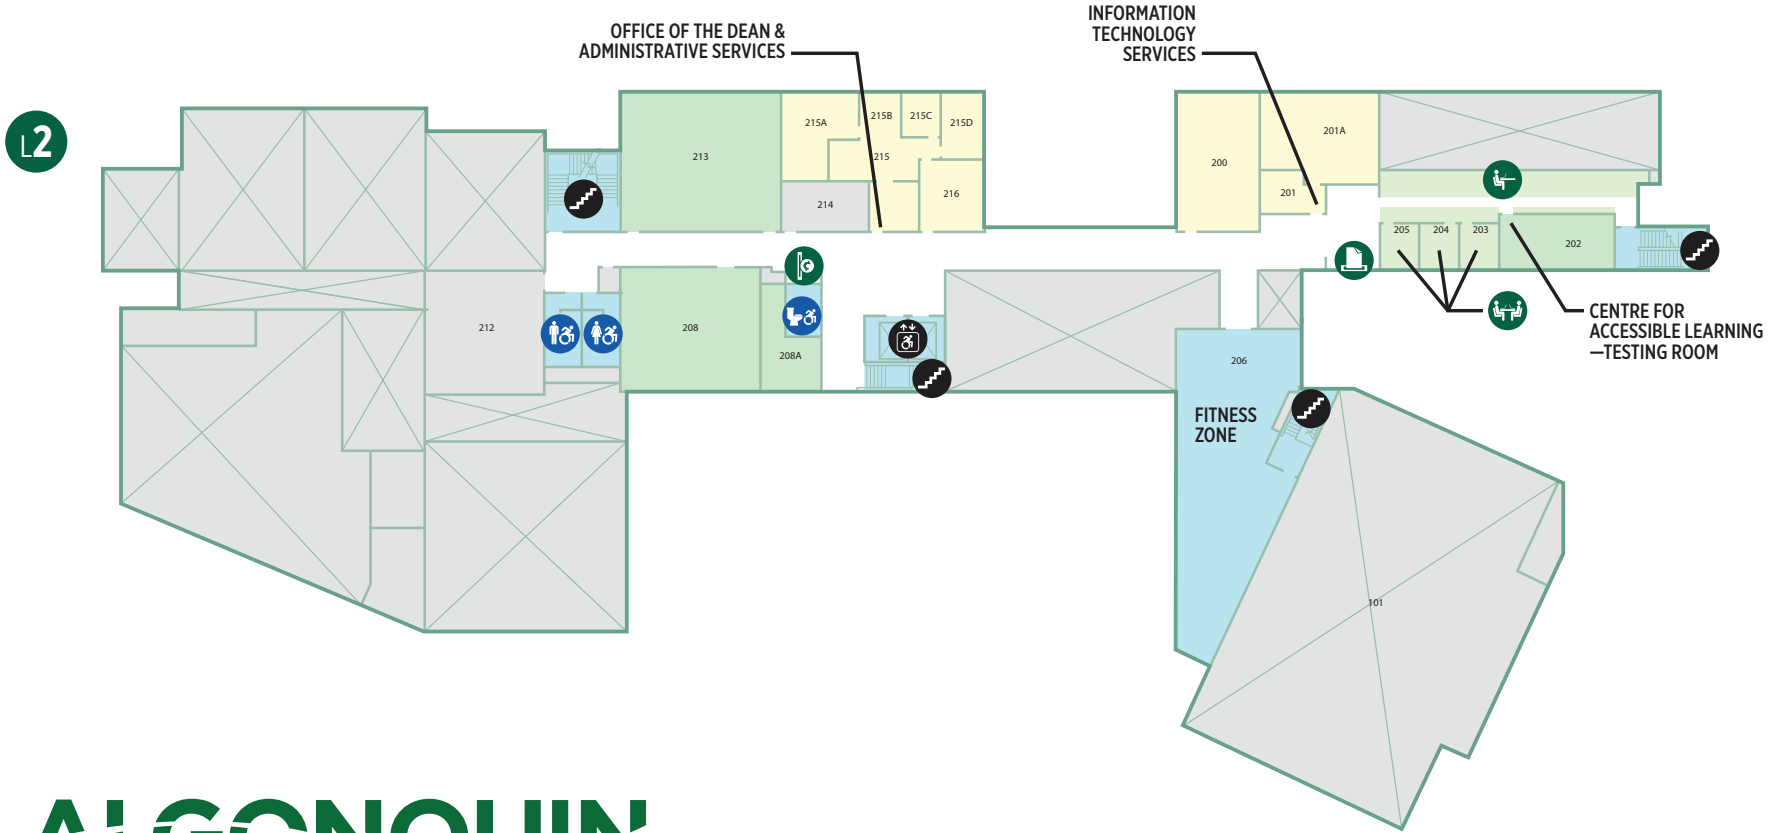 INFORMATION
TECHNOLOGY
SERVICES
OFFICE OF THE DEAN &
ADMINISTRATIVE SERVICES
L2
213
215A
215B
215C
215D
215
214
216
200
201A
201
205
204
203
202
212
208
208A
206
FITNESS
ZONE
CENTRE FOR
ACCESSIBLE LEARNING
—TESTING ROOM
101
ALGONQUIN